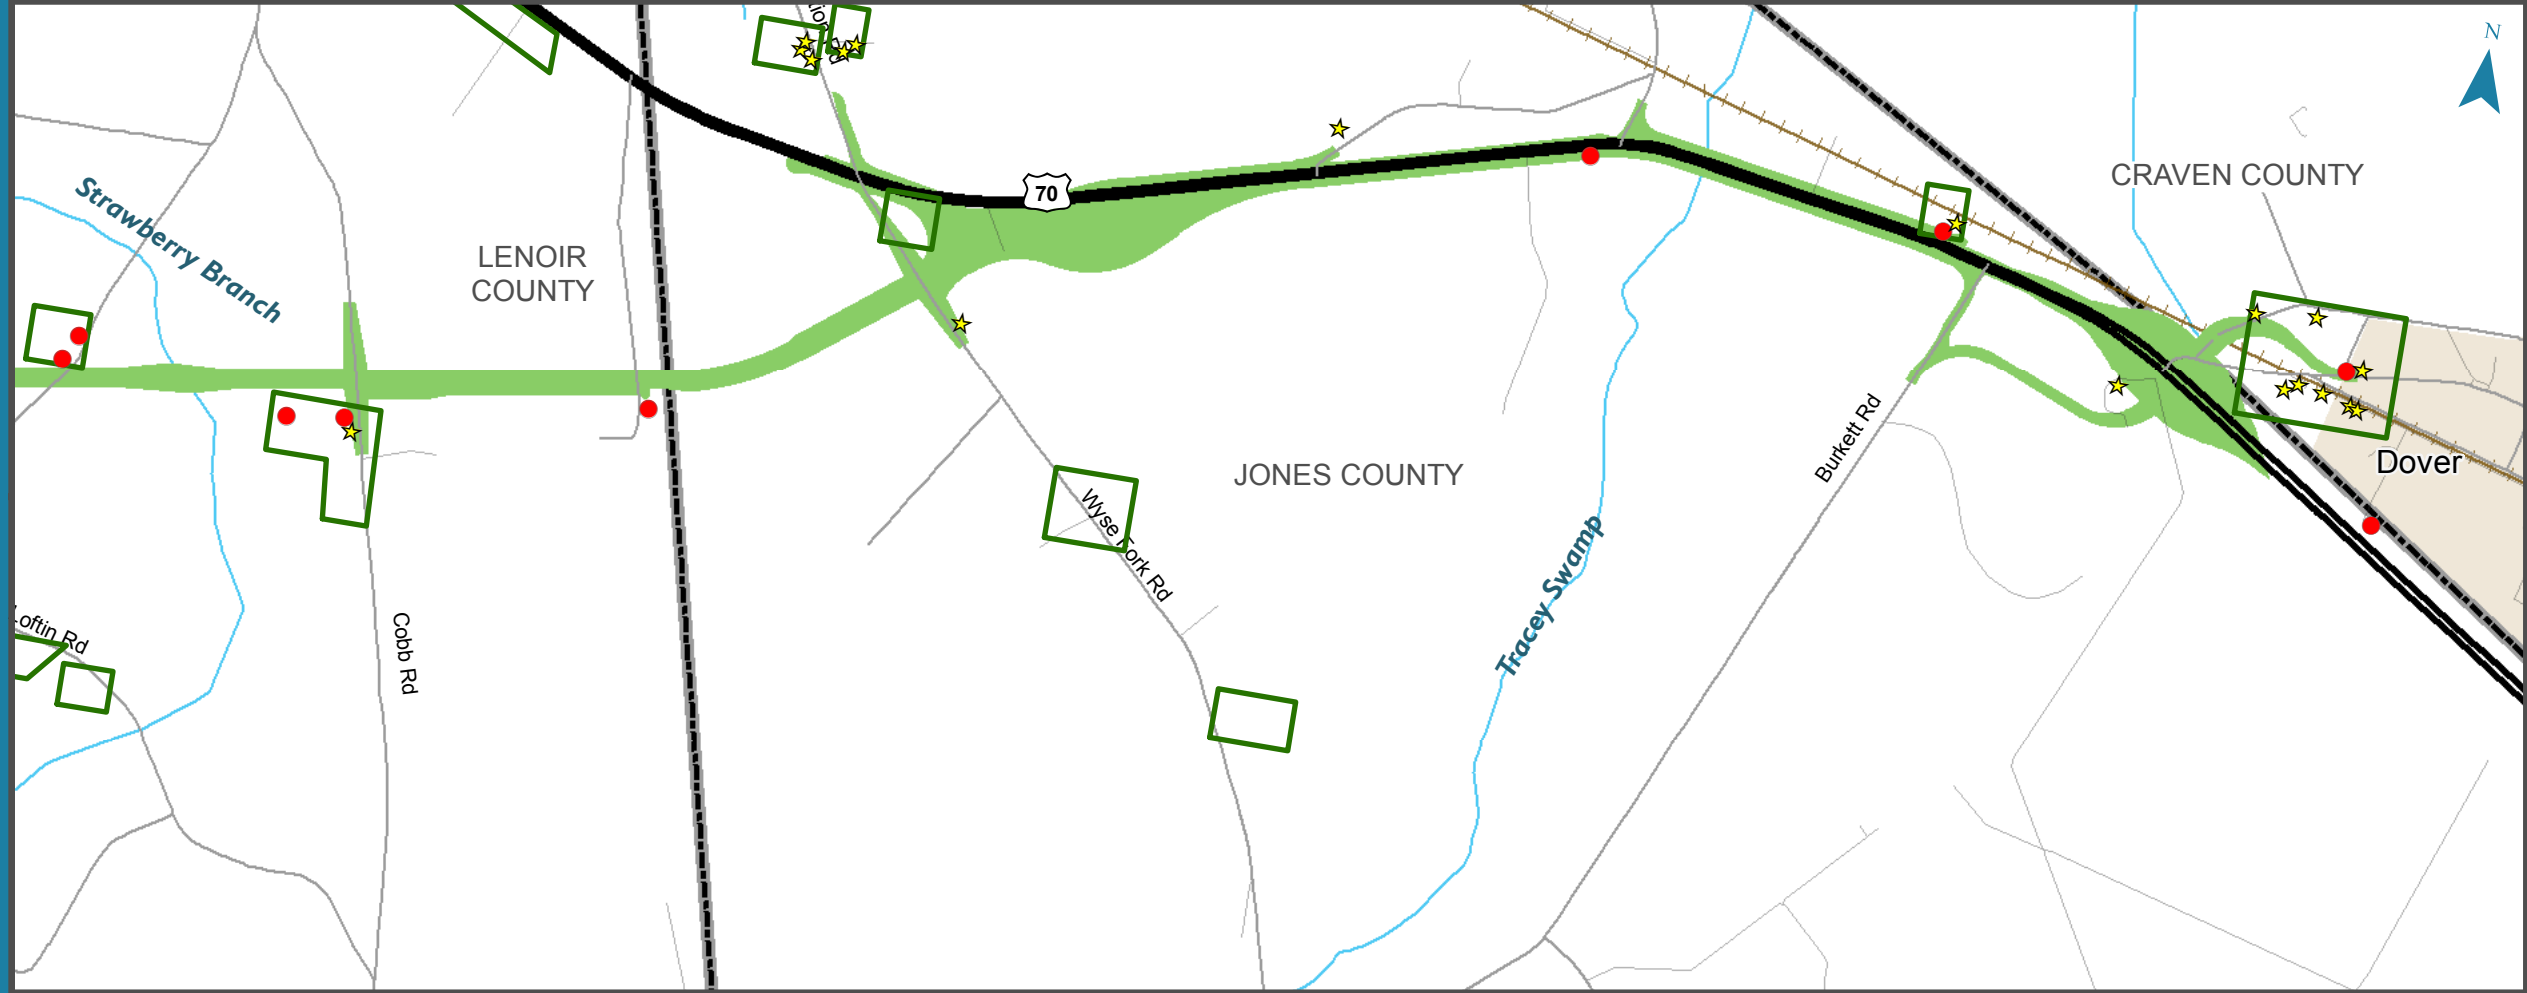 N
CRAVEN COUNTY
70
Strawberry Branch
LENOIR
COUNTY
Dover
JONES COUNTY
Burkett Rd
Wyse Fork Rd
Tracey Swamp
Loftin Rd
Cobb Rd